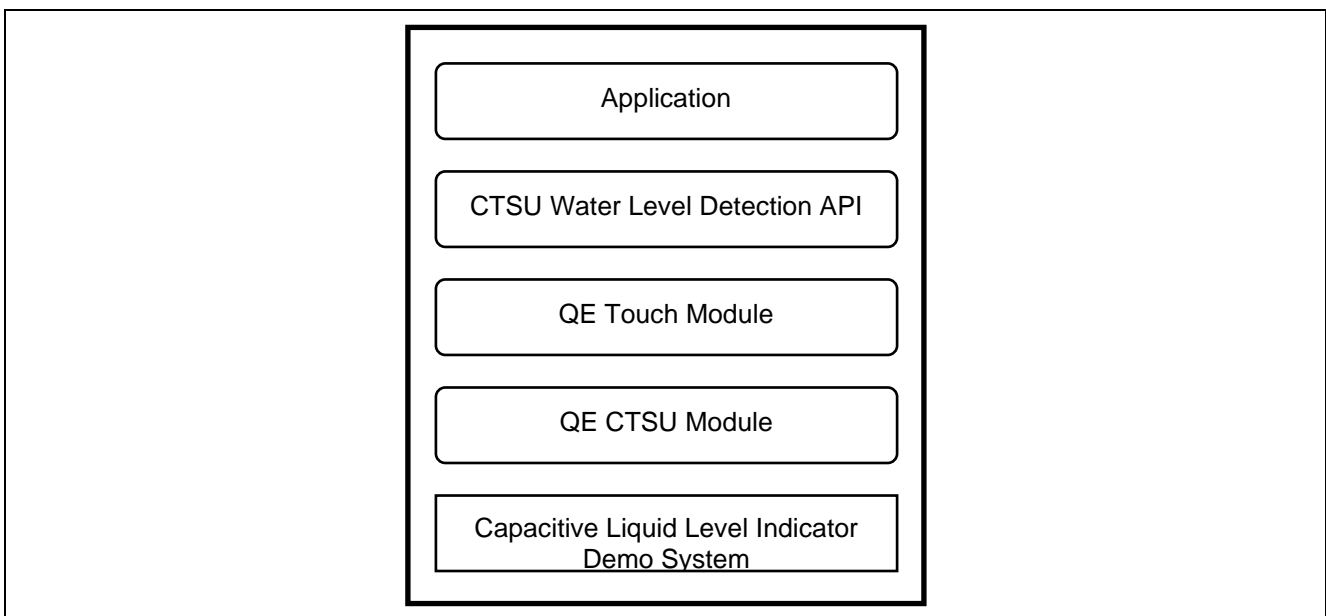 Application
CTSU Water Level Detection API
QE Touch Module
QE CTSU Module
Capacitive Liquid Level Indicator
Demo System